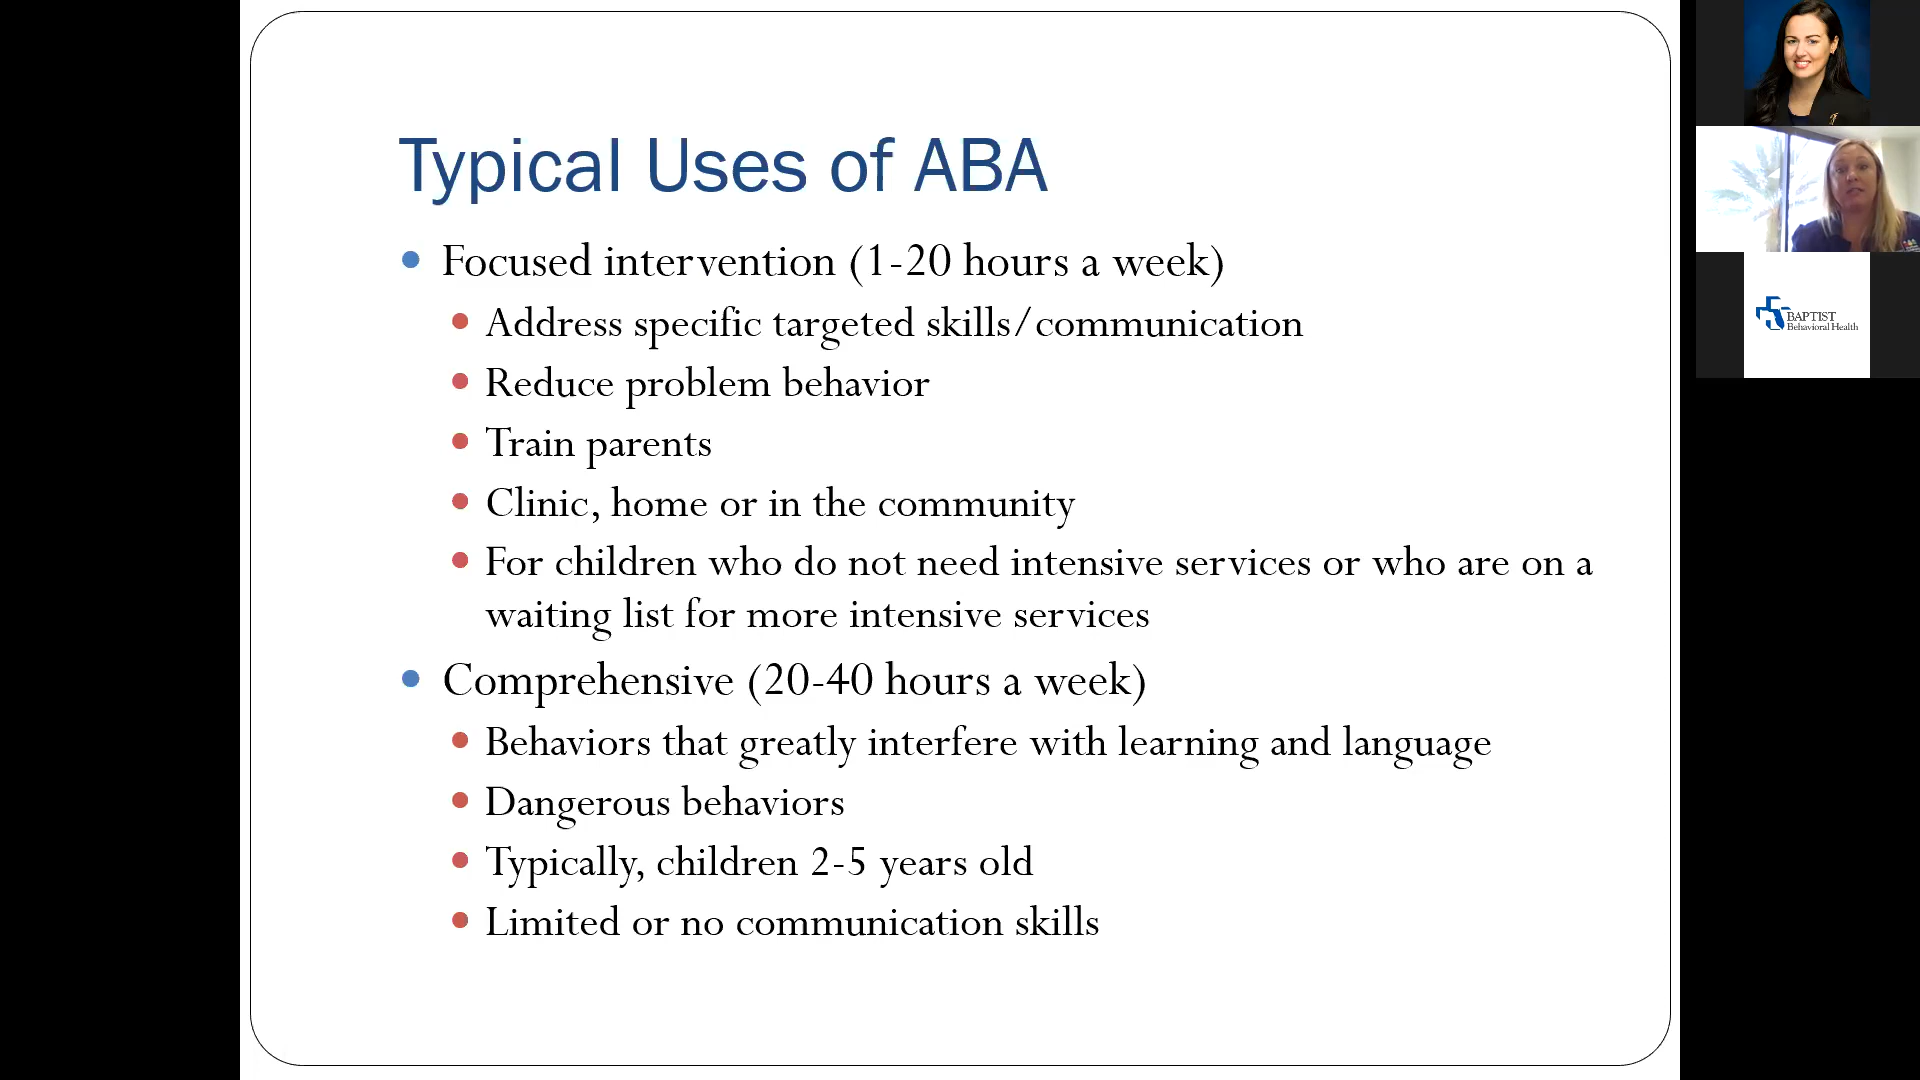 Typical Uses of ABA
Focused intervention (1-20 hours a week)
Address specific targeted skills/communication
Reduce problem behavior
Train parents
Clinic, home or in the community
For children who do not need intensive services or who are on a
waiting list for more intensive services
Comprehensive (20-40 hours a week)
Behaviors that greatly interfere with learning and language
Dangerous behaviors
Typically, children 2-5 years old
Limited or no communication skills
BAPTIST
Behavioral Health